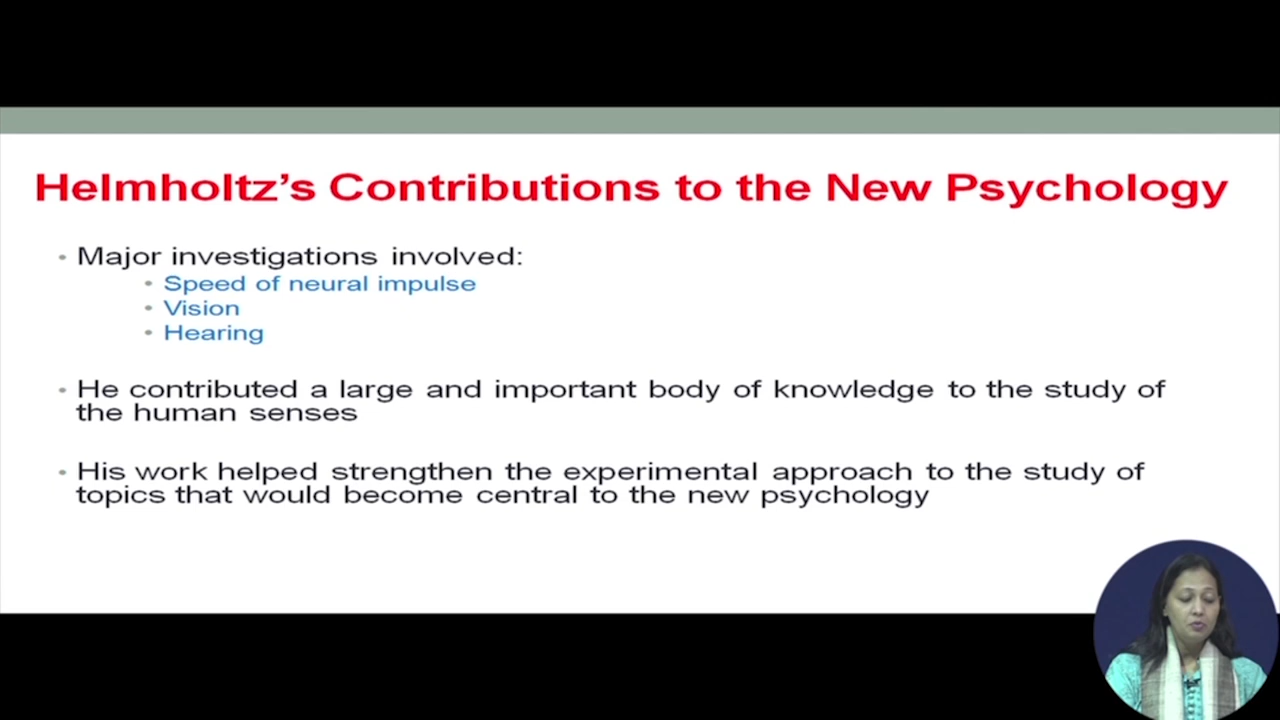 Helmholtz's Contributions to the New Psychology
• Major investigations involved:
• Speed of neural impulse
• Vision
• Hearing
• He contributed a large and important body of knowledge to the study of
the human senses
• His work helped strengthen the experimental approach to the study of
topics that would become central to the new psychology